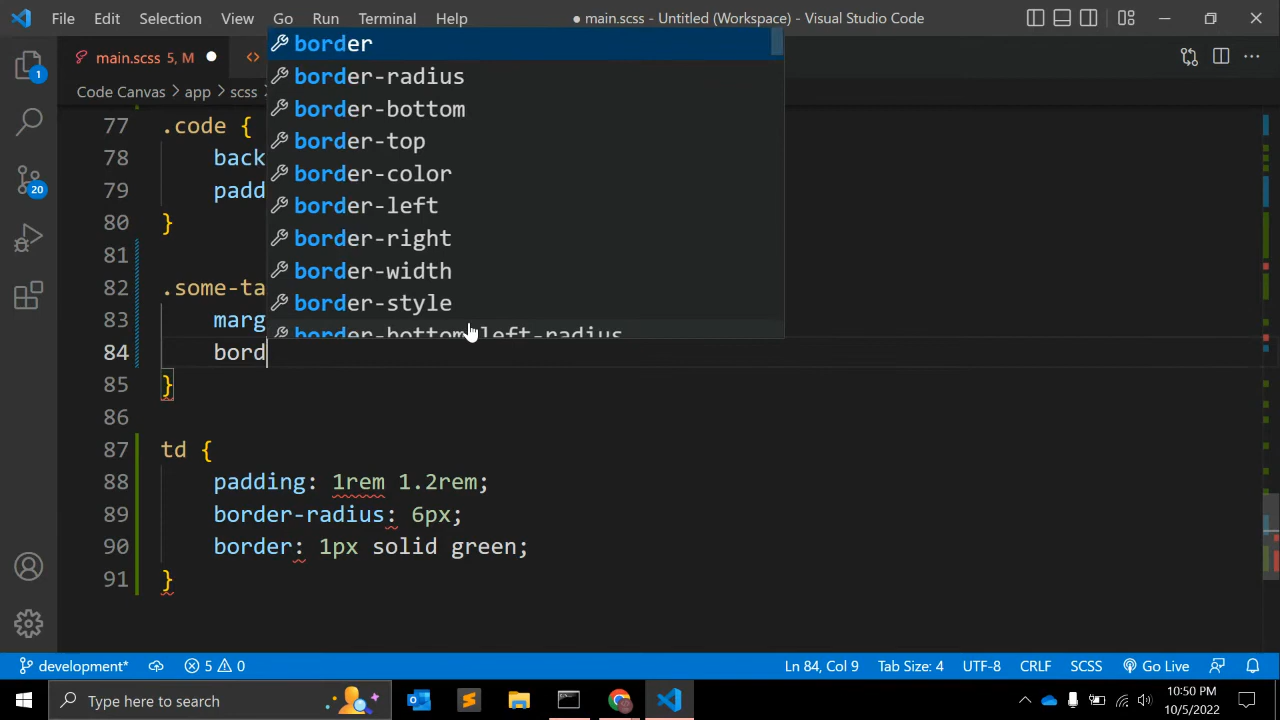 File Edit Selection View Go Run Terminal Help ● main.scss - Untitled (Workspace) - Visual Studio Code
main.scss 5, M ● <>
Code Canvas > app > scss >
1
20
border
border-radius
border-bottom
border-top
border-color
border-left
border-right
border-width
border-style
border-bottom-left-radius
77 .code {
78 back
79 padd
80 }
81
82 .some-ta
83 marg
84 bord
85 }
86
87 td {
88 padding: 1rem 1.2rem;
89 border-radius: 6px;
90 border: 1px solid green;
91 }
development* 5 0 Ln 84, Col 9 Tab Size: 4 UTF-8 CRLF SCSS Go Live
Type here to search
10:50 PM
10/5/2022